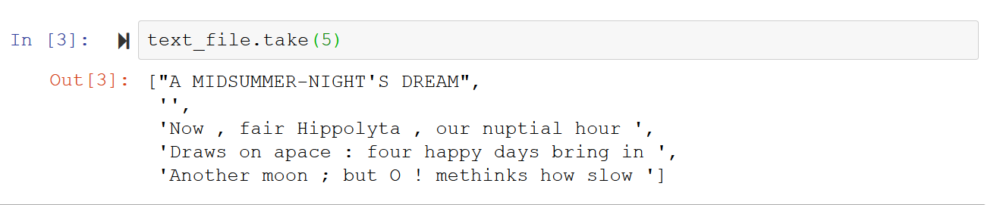 In [3]: text_file.take(5)
Out[3]: ["A MIDSUMMER-NIGHT'S DREAM",
'',
'Now , fair Hippolyta , our nuptial hour ',
'Draws on apace : four happy days bring in ',
'Another moon ; but O ! methinks how slow ']